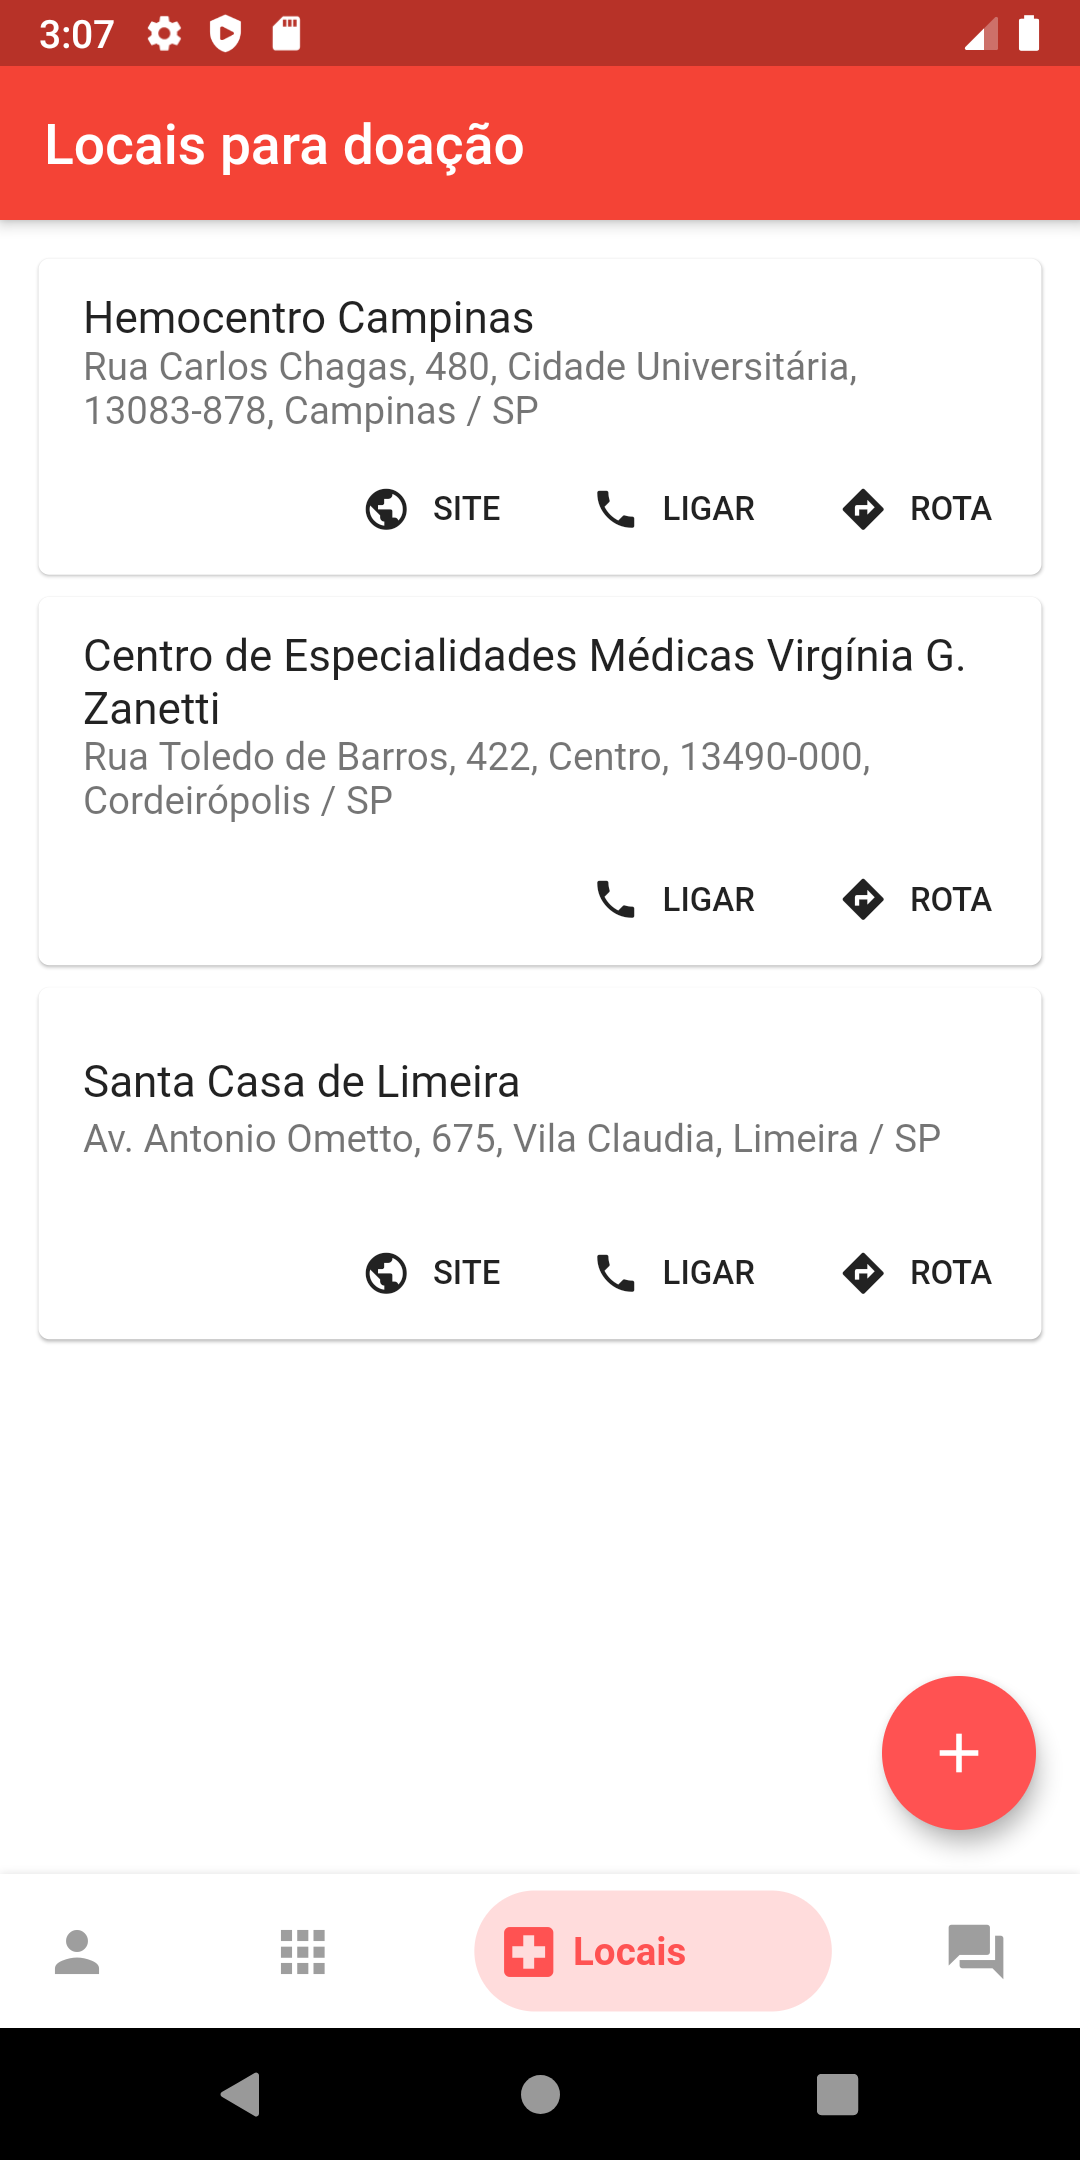 3:07
Locais para doação
Hemocentro Campinas
Rua Carlos Chagas, 480, Cidade Universitária,
13083-878, Campinas / SP
SITE LIGAR ROTA
Centro de Especialidades Médicas Virgínia G.
Zanetti
Rua Toledo de Barros, 422, Centro, 13490-000,
Cordeirópolis / SP
LIGAR ROTA
Santa Casa de Limeira
Av. Antonio Ometto, 675, Vila Claudia, Limeira / SP
SITE LIGAR ROTA
Locais